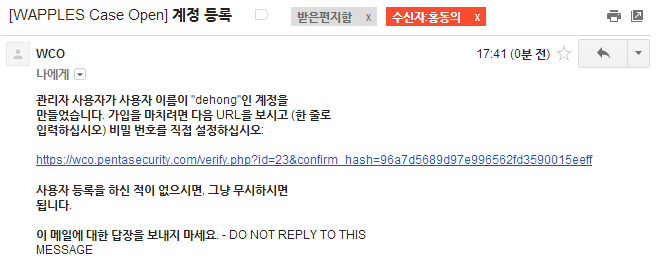 [WAPPLES Case Open] 계정 등록 받은편지함 x 수신자:홍동의 x
WCO 17:41 (0분 전)
나에게
관리자 사용자가 사용자 이름이 "dehong"인 계정을
만들었습니다. 가입을 마치려면 다음 URL을 보시고 (한 줄로
입력하십시오) 비밀 번호를 직접 설정하십시오:
https://wco.pentasecurity.com/verify.php?id=23&confirm_hash=96a7d5689d97e996562fd3590015eeff
사용자 등록을 하신 적이 없으시면, 그냥 무시하시면
됩니다.
이 메일에 대한 답장을 보내지 마세요. - DO NOT REPLY TO THIS
MESSAGE